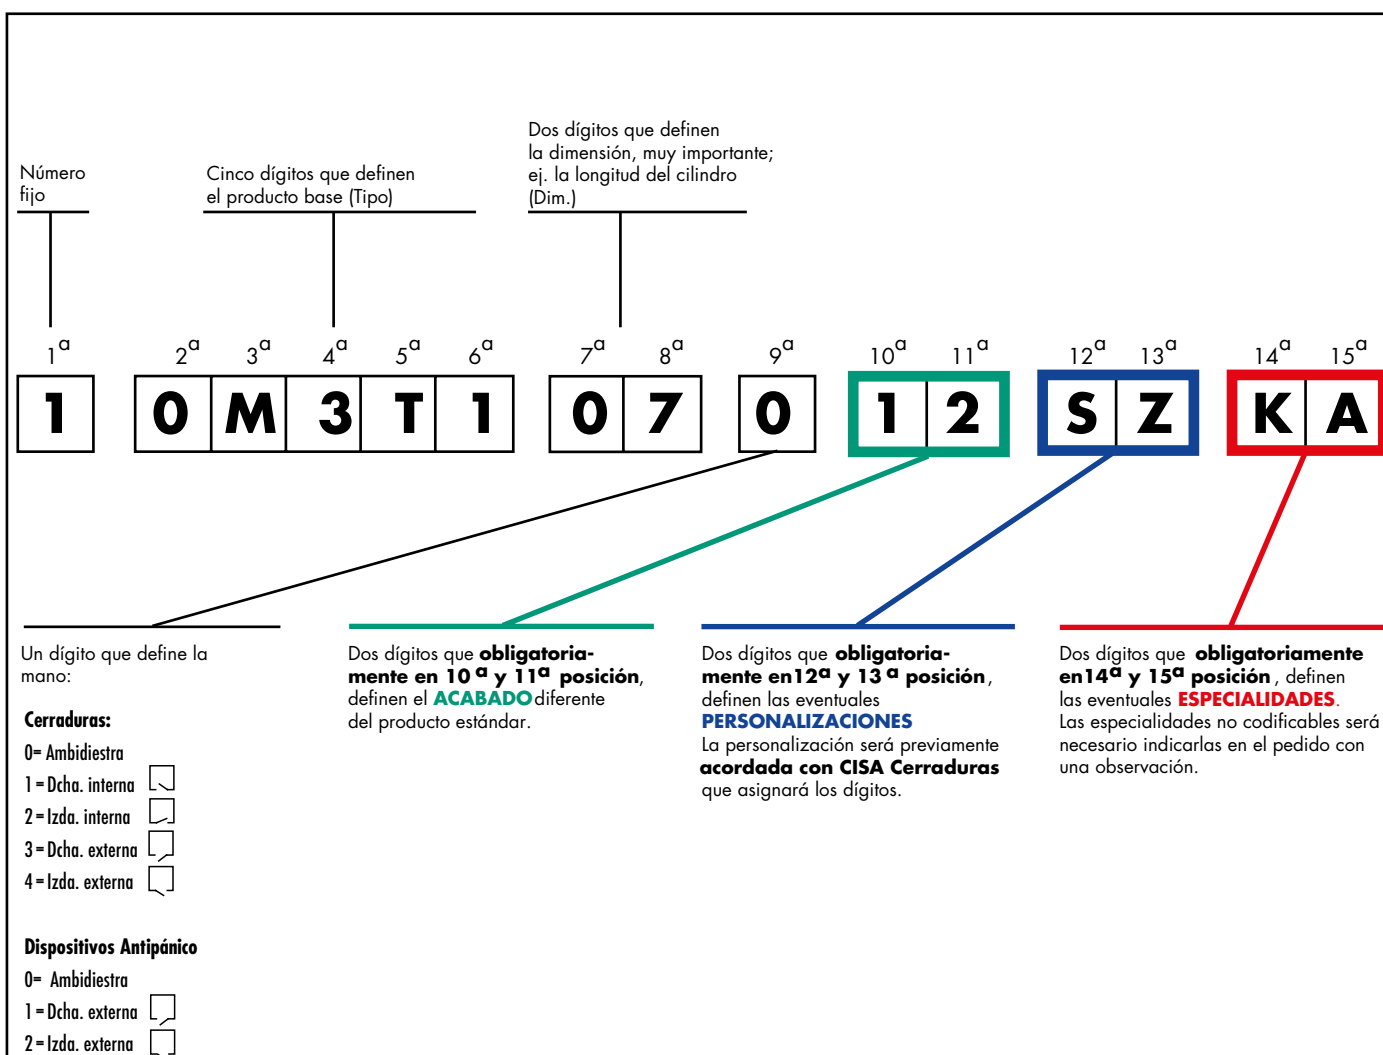 Número
fijo
Cinco dígitos que definen
el producto base (Tipo)
Dos dígitos que definen
la dimensión, muy importante;
ej. la longitud del cilindro
(Dim.)
1ª 2ª 3ª 4ª 5ª 6ª 7ª 8ª 9ª 10ª 11ª 12ª 13ª 14ª 15ª
1 0 M 3 T 1 0 7 0 1 2 S Z K A
Un dígito que define la
mano:
Cerraduras:
0= Ambidiestra
1 = Dcha. interna
2 = Izda. interna
3 = Dcha. externa
4 = Izda. externa
Dispositivos Antipánico
0= Ambidiestra
1 = Dcha. externa
2 = Izda. externa
Dos dígitos que obligatoria-
mente en 10 ª y 11ª posición,
definen el ACABADO diferente
del producto estándar.
Dos dígitos que obligatoria-
mente en12ª y 13 ª posición,
definen las eventuales
PERSONALIZACIONES
La personalización será previamente
acordada con CISA Cerraduras
que asignará los dígitos.
Dos dígitos que obligatoriamente
en14ª y 15ª posición, definen
las eventuales ESPECIALIDADES.
Las especialidades no codificables será
necesario indicarlas en el pedido con
una observación.